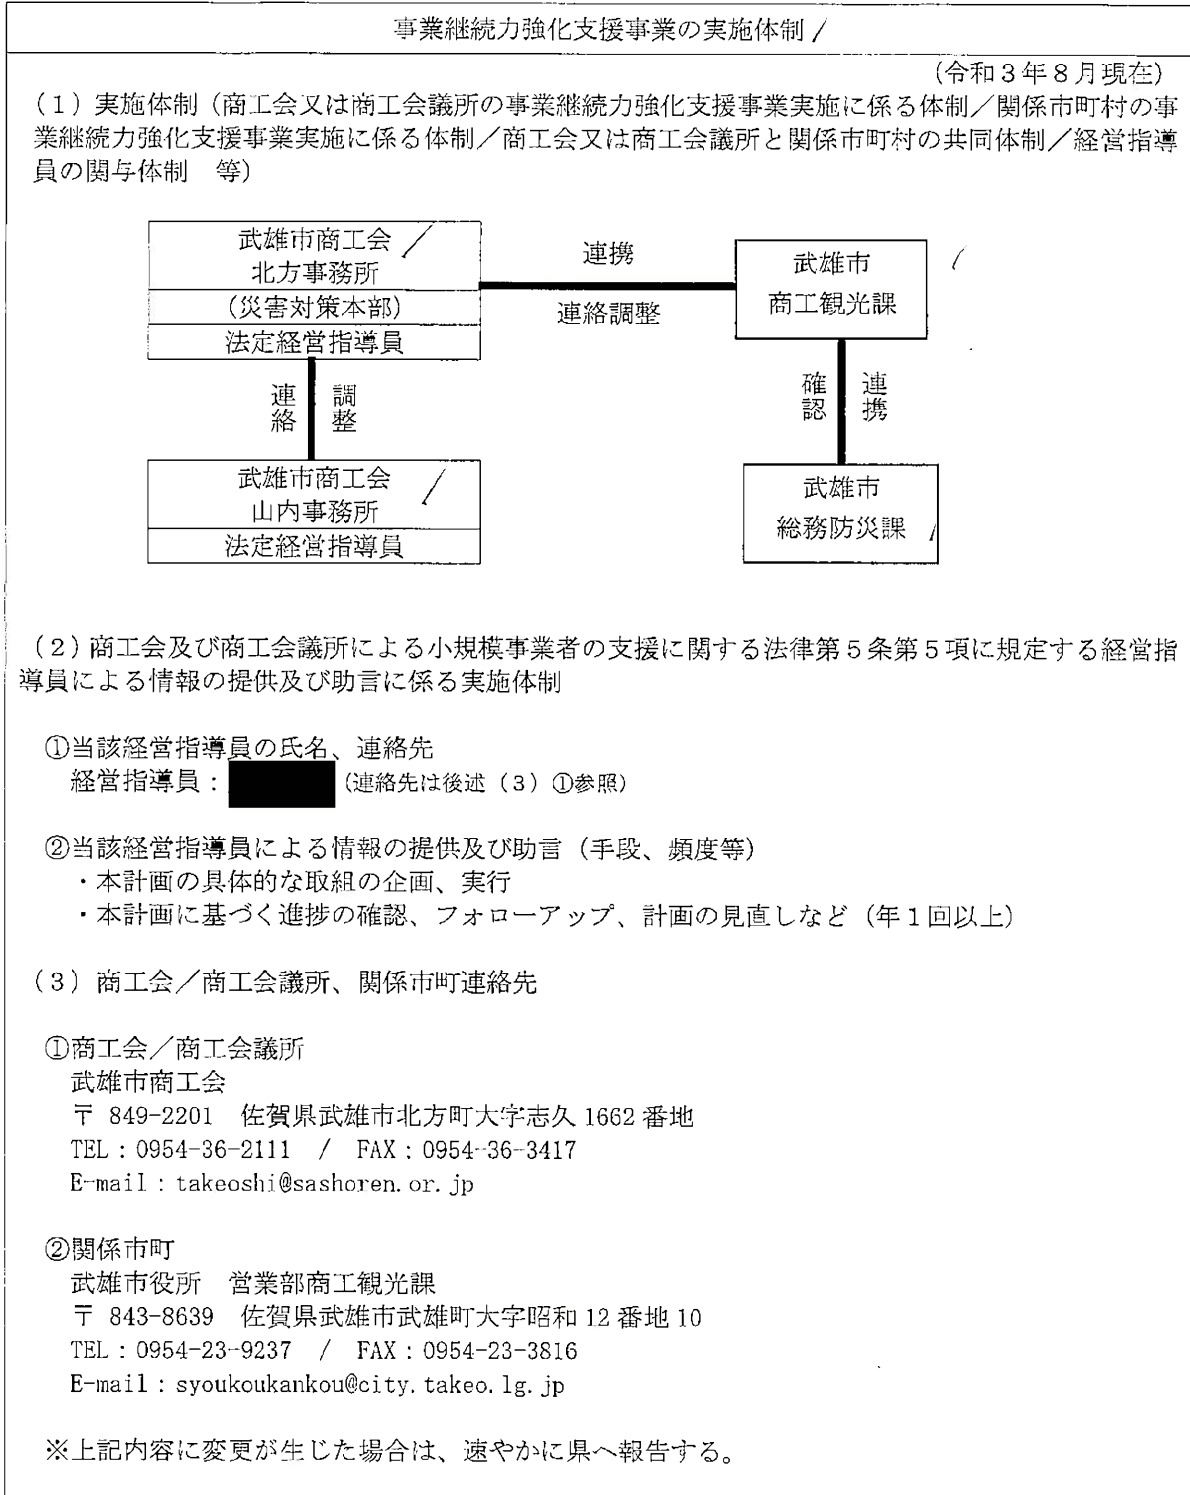 事業継続力強化支援事業の実施体制
(令和3年8月現在)
(1)実施体制(商工会又は商工会議所の事業継続力強化支援事業実施に係る体制/関係市町村の事
業継続力強化支援事業実施に係る体制/商工会又は商工会議所と関係市町村の共同体制/経営指導
員の関与体制 等)
武雄市商工会
北方事務所
(災害対策本部)
法定経営指導員
連携
連絡調整
武雄市
商工観光課
連絡
調整
確認
連携
武雄市商工会
山内事務所
法定経営指導員
武雄市
総務防災課
(2)商工会及び商工会議所による小規模事業者の支援に関する法律第5条第5項に規定する経営指
導員による情報の提供及び助言に係る実施体制
①当該経営指導員の氏名、連絡先
経営指導員: (連絡先は後述(3)①参照)
②当該経営指導員による情報の提供及び助言(手段、頻度等)
・本計画の具体的な取組の企画、実行
・本計画に基づく進捗の確認、フォローアップ、計画の見直しなど(年1回以上)
(3)商工会/商工会議所、関係市町連絡先
①商工会/商工会議所
武雄市商工会
〒 849-2201 佐賀県武雄市北方町大字志久 1662 番地
TEL:0954-36-2111 / FAX:0954-36-3417
E-mail:takeoshi@sashoren.or.jp
②関係市町
武雄市役所 営業部商工観光課
〒 843-8639 佐賀県武雄市武雄町大字昭和 12 番地 10
TEL:0954-23-9237 / FAX:0954-23-3816
E-mail:syoukoukankou@city.takeo.lg.jp
※上記内容に変更が生じた場合は、速やかに県へ報告する。